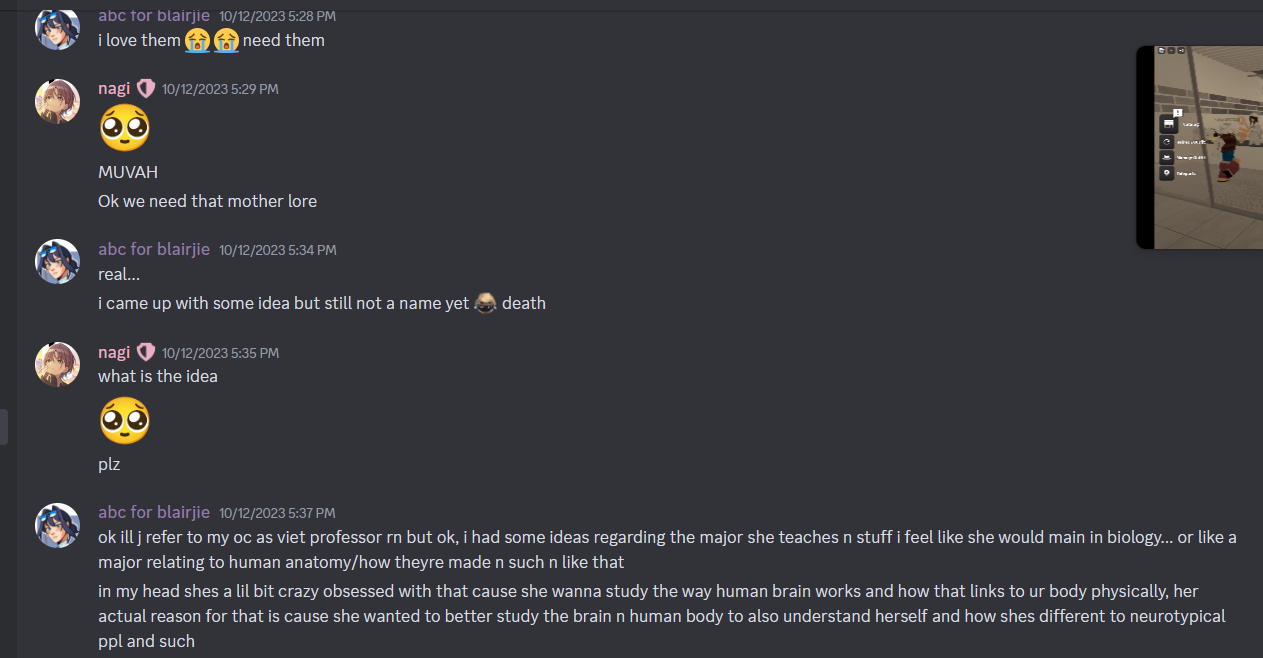 abc for blairjie 10/12/2023 5:28 PM
i love them 😭😭 need them
nagi 10/12/2023 5:29 PM
🥺
MUVAH
Ok we need that mother lore
abc for blairjie 10/12/2023 5:34 PM
real...
i came up with some idea but still not a name yet death
nagi 10/12/2023 5:35 PM
what is the idea
🥺
plz
abc for blairjie 10/12/2023 5:37 PM
ok ill j refer to my oc as viet professor rn but ok, i had some ideas regarding the major she teaches n stuff i feel like she would main in biology... or like a
major relating to human anatomy/how theyre made n such n like that
in my head shes a lil bit crazy obsessed with that cause she wanna study the way human brain works and how that links to ur body physically, her
actual reason for that is cause she wanted to better study the brain n human body to also understand herself and how shes different to neurotypical
ppl and such